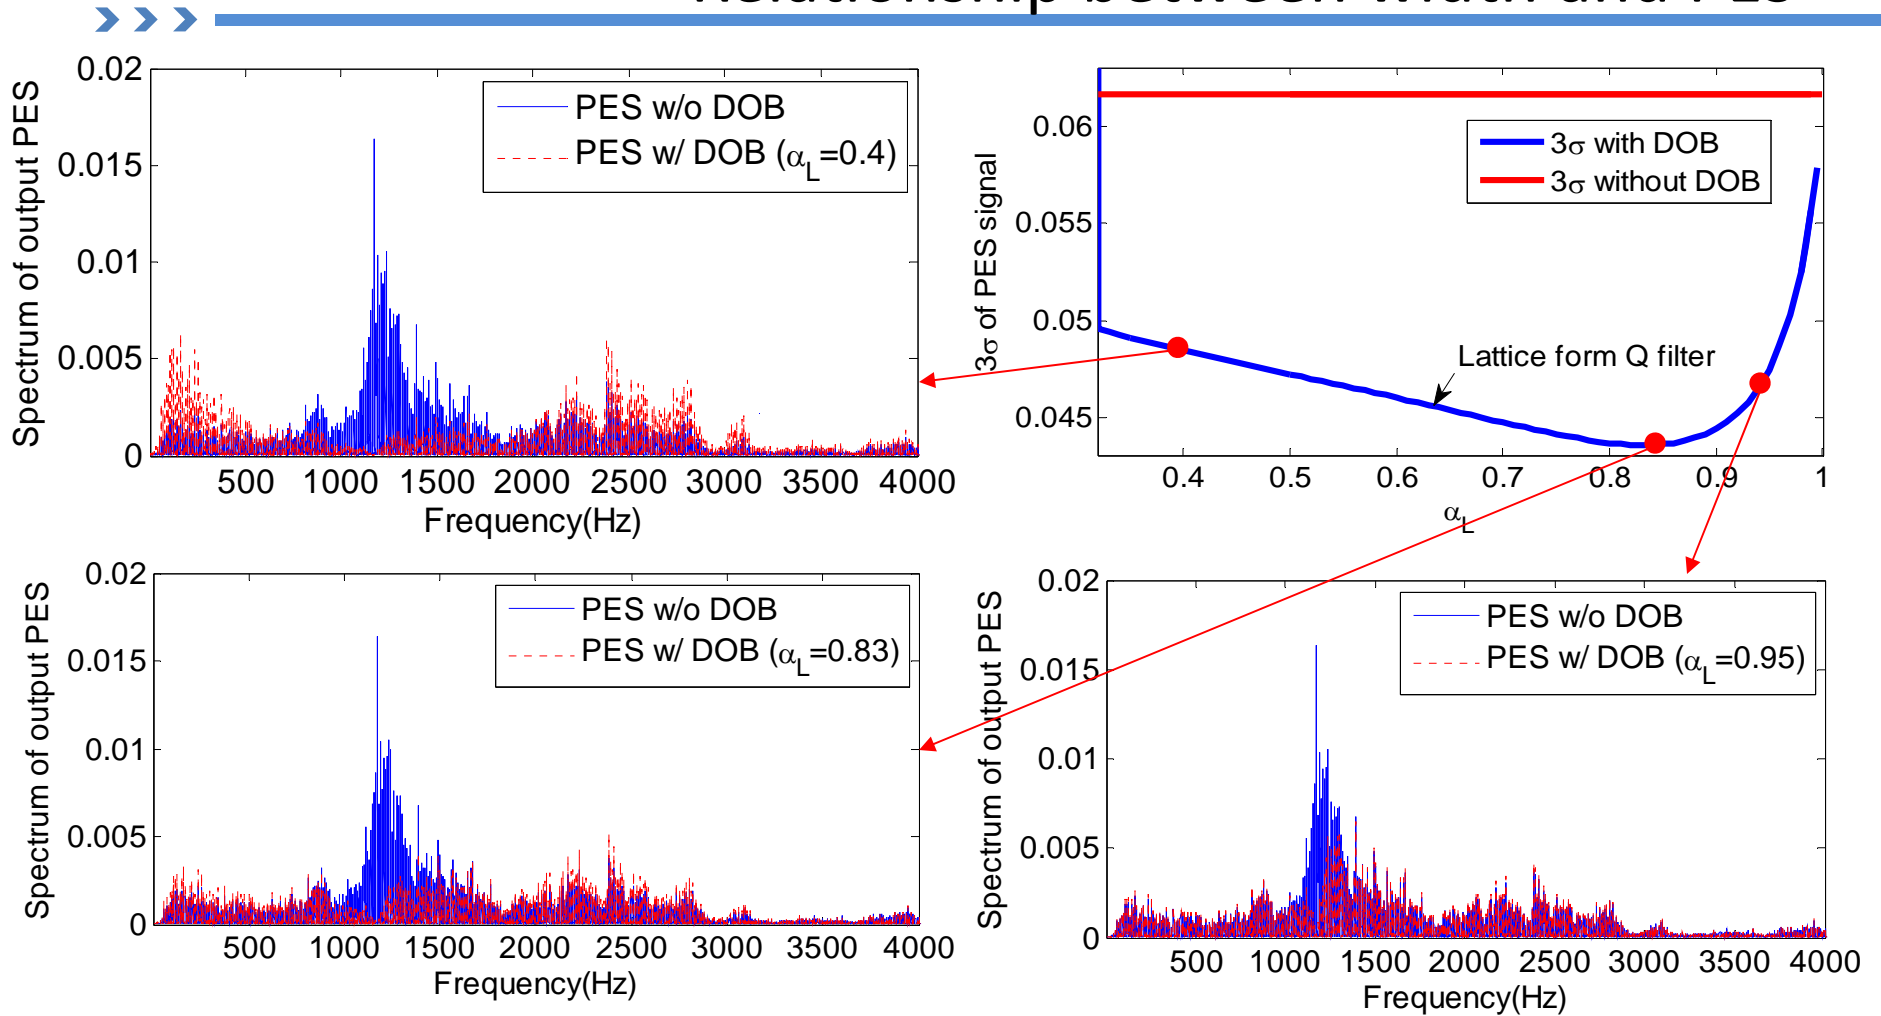 Relationship between width and PES
0.02
0.015
0.01
0.005
0
Spectrum of output PES
PES w/o DOB
PES w/ DOB (αL=0.4)
500 1000 1500 2000 2500 3000 3500 4000
Frequency(Hz)
0.06
0.055
0.05
0.045
3σ of PES signal
3σ with DOB
3σ without DOB
Lattice form Q filter
0.4 0.5 0.6 0.7 0.8 0.9 1
αL
0.02
0.015
0.01
0.005
0
Spectrum of output PES
PES w/o DOB
PES w/ DOB (αL=0.83)
500 1000 1500 2000 2500 3000 3500 4000
Frequency(Hz)
0.02
0.015
0.01
0.005
0
Spectrum of output PES
PES w/o DOB
PES w/ DOB (αL=0.95)
500 1000 1500 2000 2500 3000 3500 4000
Frequency(Hz)